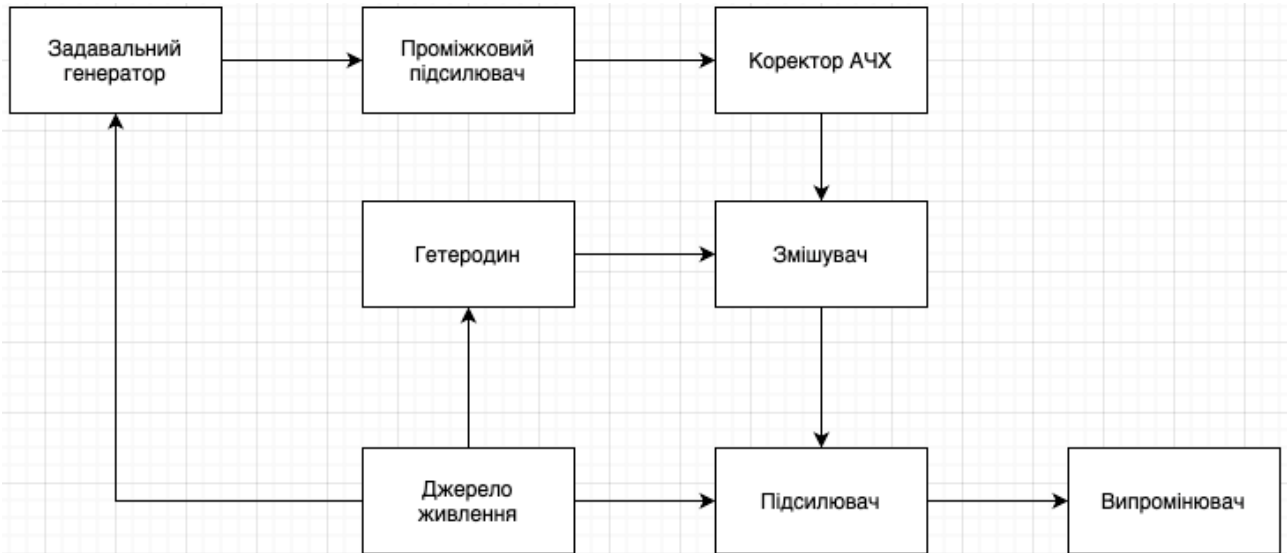 Задавальний
генератор
Проміжковий
підсилювач
Коректор АЧХ
Гетеродин
Змішувач
Джерело
живлення
Підсилювач
Випромінювач